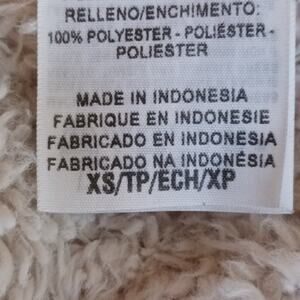 RELLENO/ENCHIMENTO:
100% POLYESTER - POLIÉSTER -
POLIESTER
MADE IN INDONESIA
FABRIQUE EN INDONESIE
FABRICADO EN INDONESIA
FABRICADO NA INDONÉSIA
XS/TP/ECH/XP